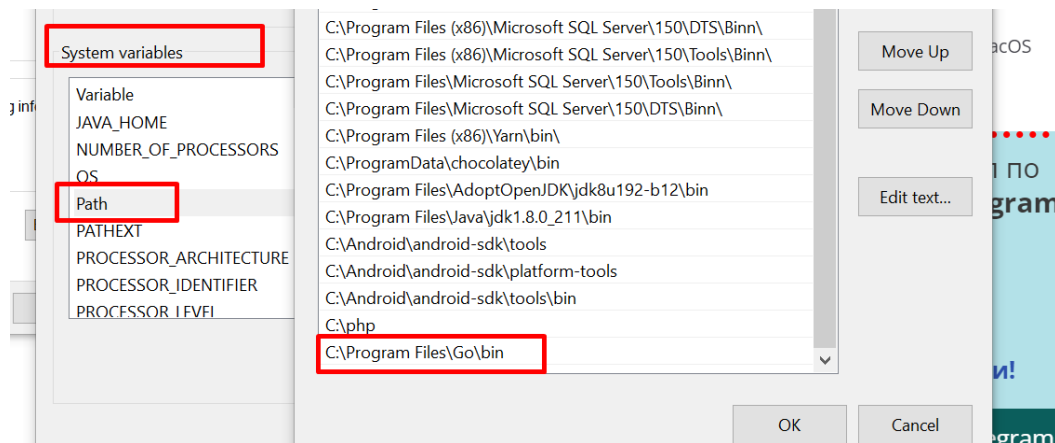 System variables
Variable
JAVA_HOME
NUMBER_OF_PROCESSORS
OS
Path
PATHEXT
PROCESSOR_ARCHITECTURE
PROCESSOR_IDENTIFIER
PROCESSOR_LEVEL
C:\Program Files (x86)\Microsoft SQL Server\150\DTS\Binn\
C:\Program Files (x86)\Microsoft SQL Server\150\Tools\Binn\
C:\Program Files\Microsoft SQL Server\150\Tools\Binn\
C:\Program Files\Microsoft SQL Server\150\DTS\Binn\
C:\Program Files (x86)\Yarn\bin\
C:\ProgramData\chocolatey\bin
C:\Program Files\AdoptOpenJDK\jdk8u192-b12\bin
C:\Program Files\Java\jdk1.8.0_211\bin
C:\Android\android-sdk\tools
C:\Android\android-sdk\platform-tools
C:\Android\android-sdk\tools\bin
C:\php
C:\Program Files\Go\bin
Move Up
Move Down
Edit text...
OK
Cancel
acOS
по
gram
и!
egram